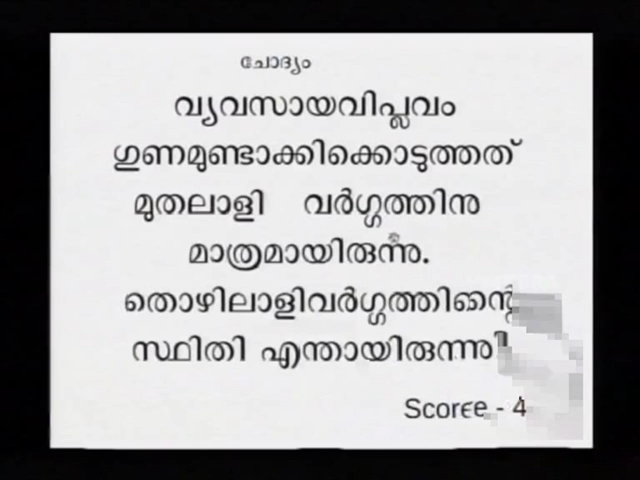 ചോദ്യം
വ്യവസായവിപ്ലവം
ഗുണമുണ്ടാക്കിക്കൊടുത്തത്
മുതലാളി വർഗ്ഗത്തിനു
മാത്രമായിരുന്നു.
തൊഴിലാളിവർഗ്ഗത്തിന്റെ
സ്ഥിതി എന്തായിരുന്നു
Score - 4